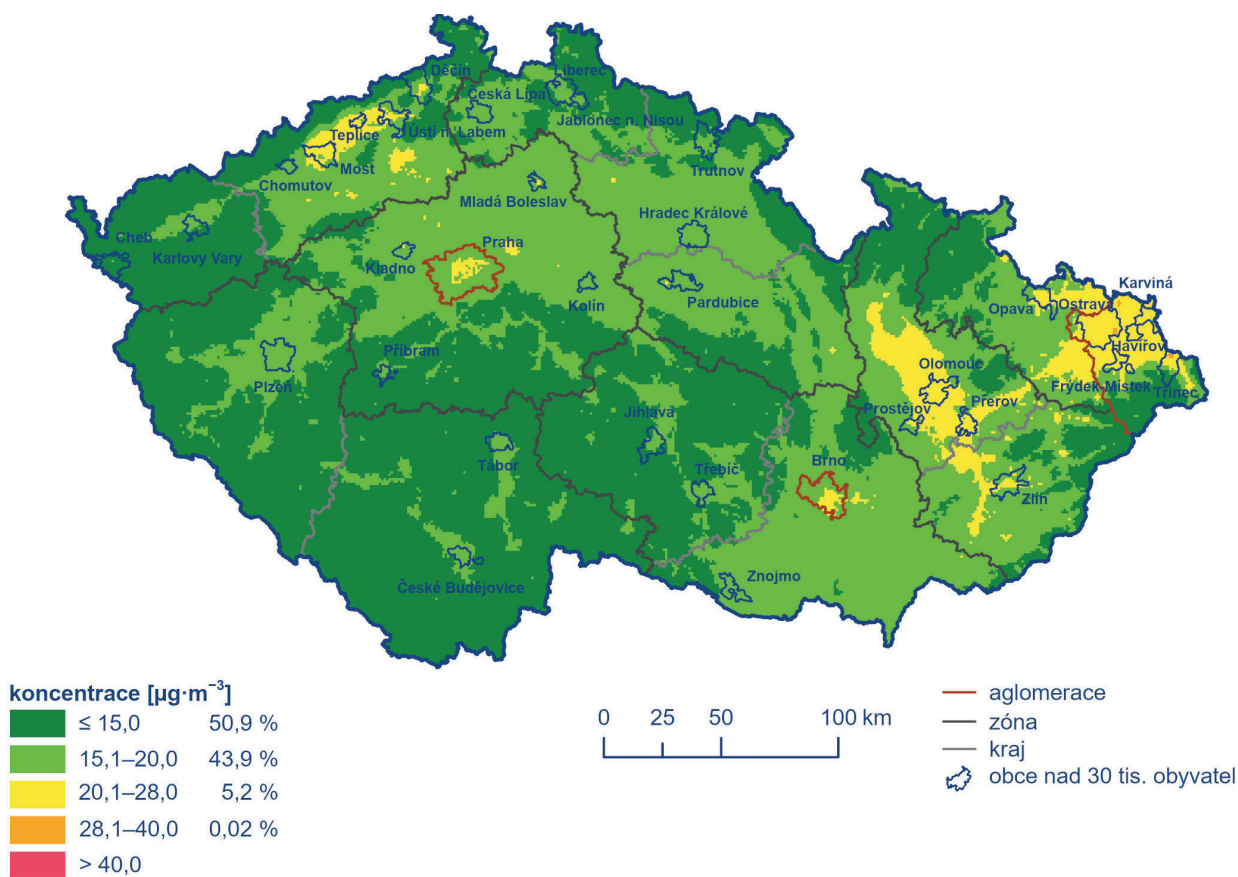 Děčín
Liberec
Česká Lípa
Jablonec n. Nisou
Teplice
Ústí n. Labem
Most
Chomutov
Trutnov
Mladá Boleslav
Hradec Králové
Cheb
Karlovy Vary
Kladno
Praha
Kolín
Pardubice
Karviná
Opava
Ostrava
Havířov
Plzeň
Příbram
Olomouc
Frýdek Místek
Třinec
Jihlava
Prostějov
Přerov
Tábor
Třebíč
Brno
Zlín
České Budějovice
Znojmo
koncentrace [µg·m⁻³]
≤ 15,0 50,9 %
15,1–20,0 43,9 %
20,1–28,0 5,2 %
28,1–40,0 0,02 %
> 40,0
0 25 50 100 km
aglomerace
zóna
kraj
obce nad 30 tis. obyvatel